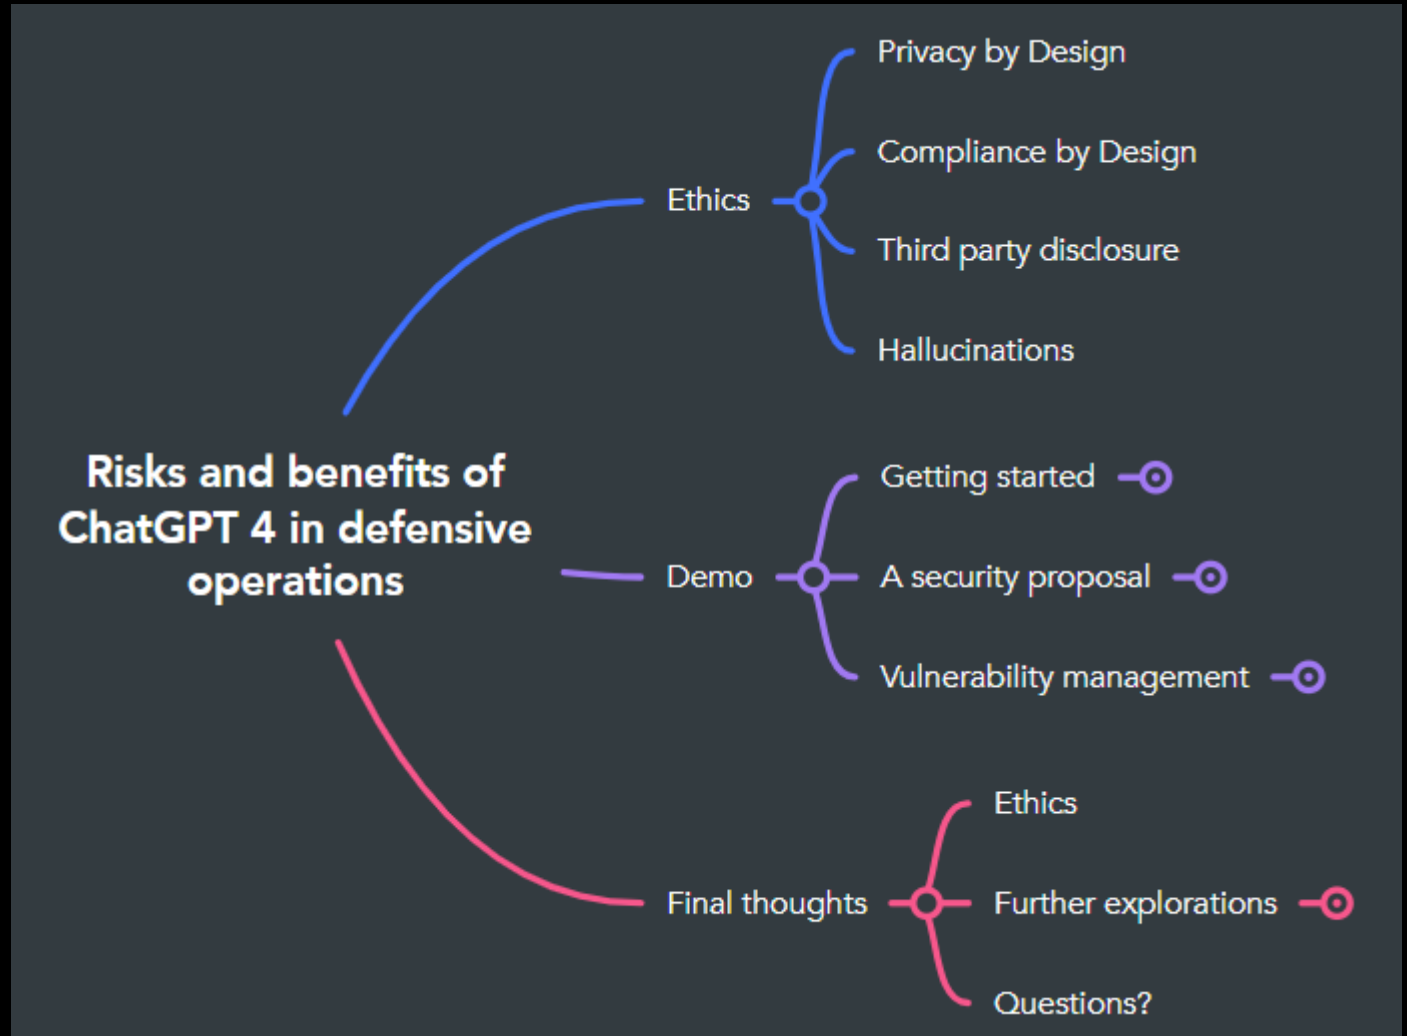 Risks and benefits of
ChatGPT 4 in defensive
operations
Ethics
Privacy by Design
Compliance by Design
Third party disclosure
Hallucinations
Demo
Getting started
A security proposal
Vulnerability management
Final thoughts
Ethics
Further explorations
Questions?